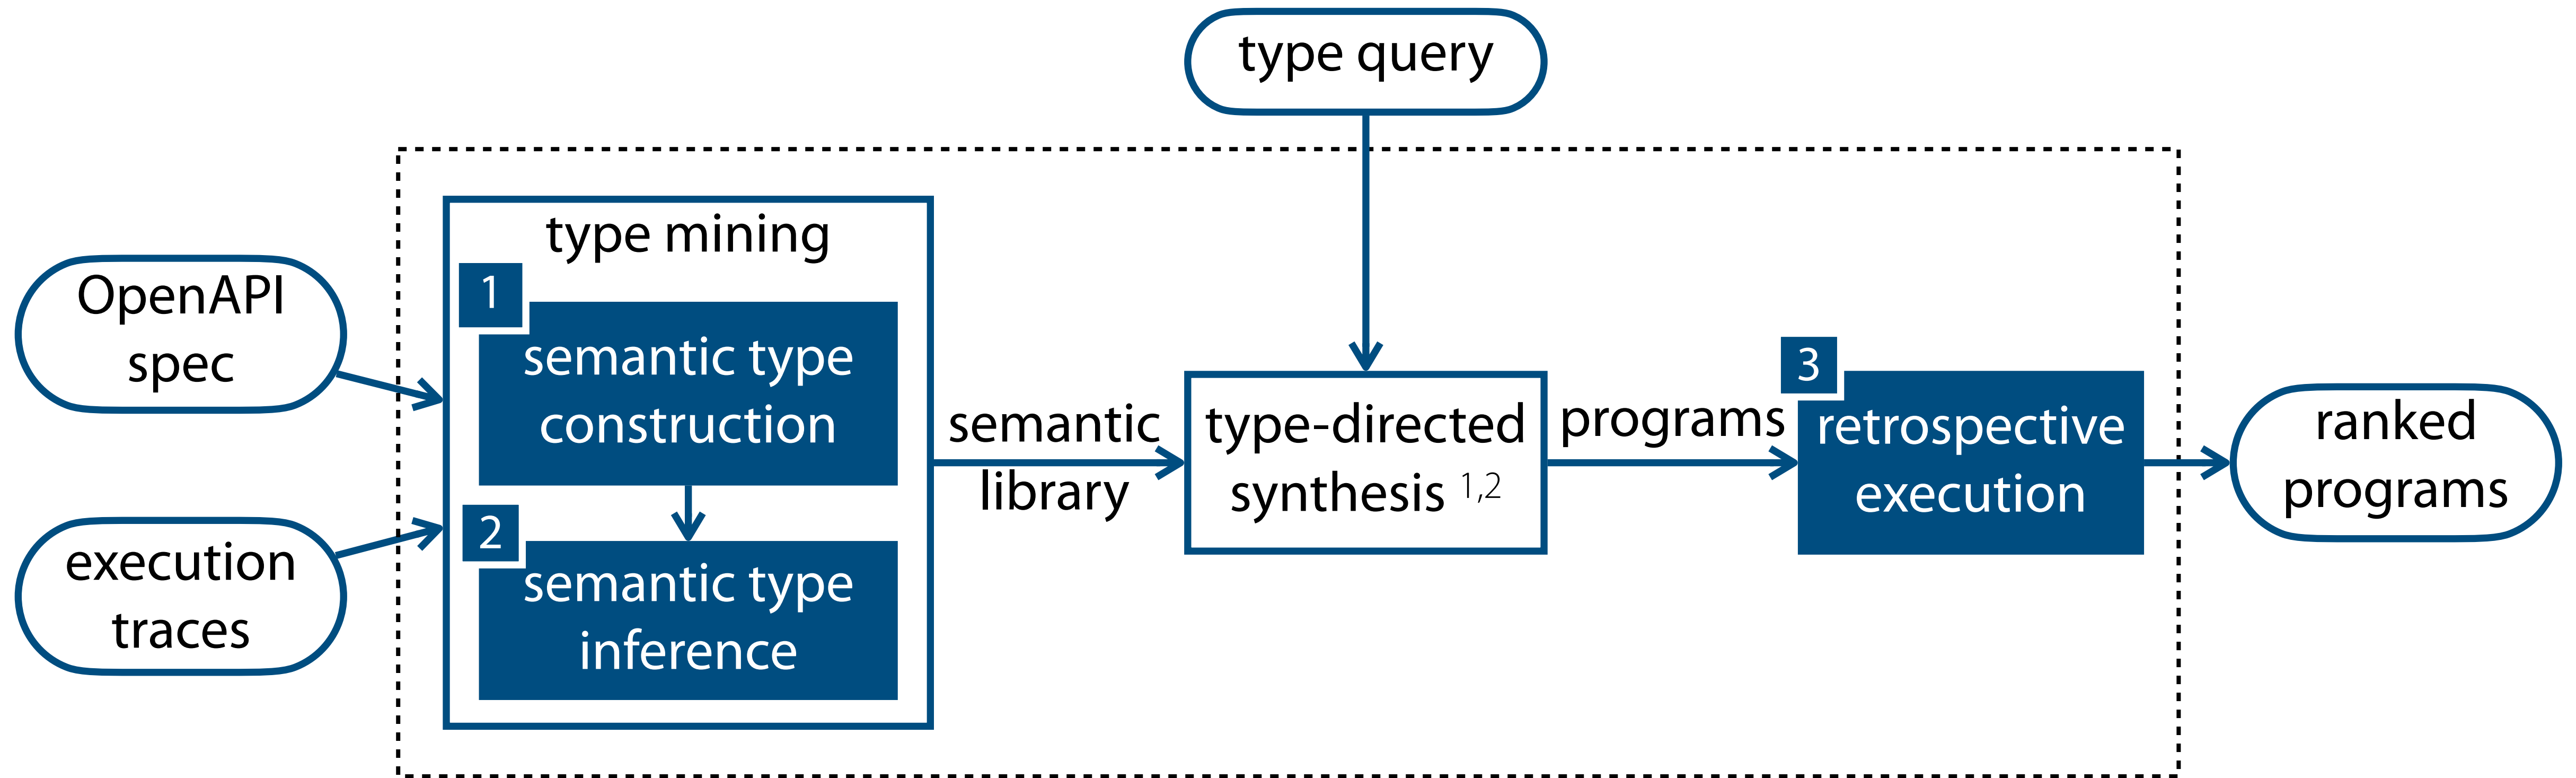 type query
OpenAPI
spec
execution
traces
type mining
1
semantic type
construction
2
semantic type
inference
semantic
library
type-directed
synthesis 1,2
programs
3
retrospective
execution
ranked
programs